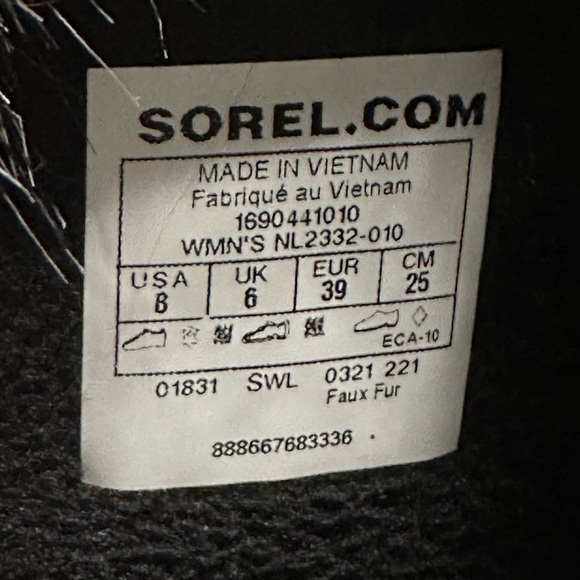 SOREL.COM
MADE IN VIETNAM
Fabriqué au Vietnam
1690441010
WMN'S NL2332-010
USA UK EUR CM
8 6 39 25
ECA-10
01831 SWL 0321 221
Faux Fur
888667683336